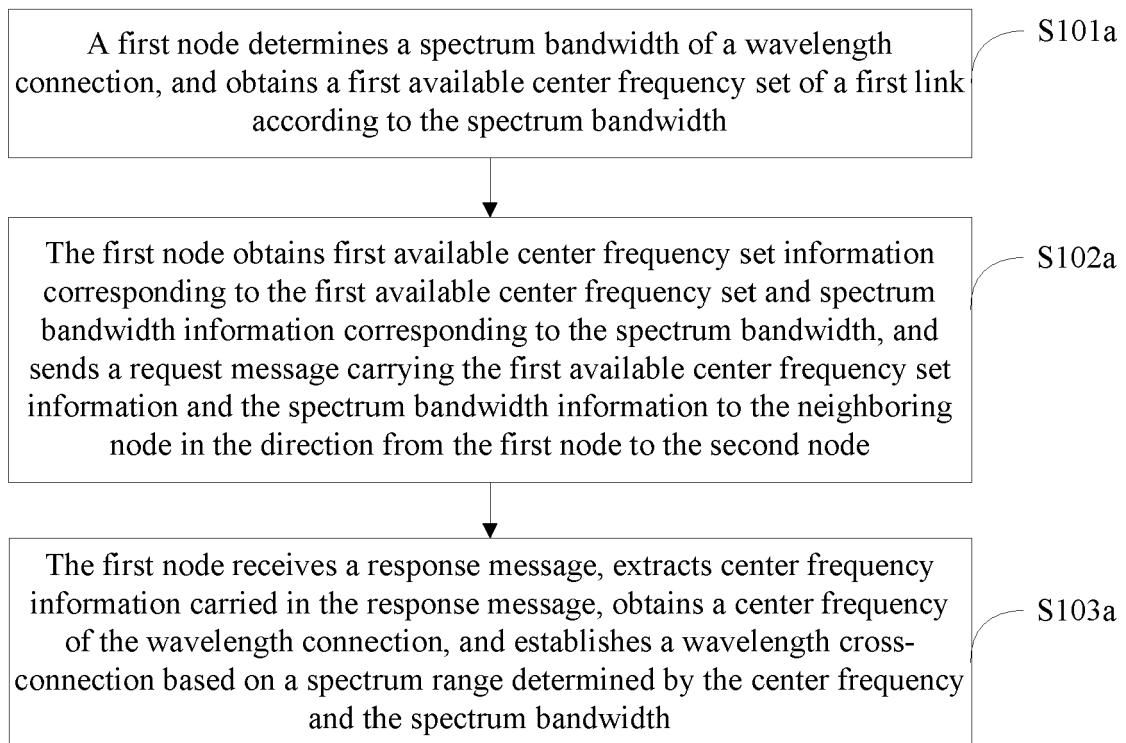 A first node determines a spectrum bandwidth of a wavelength
connection, and obtains a first available center frequency set of a first link
according to the spectrum bandwidth
S101a
The first node obtains first available center frequency set information
corresponding to the first available center frequency set and spectrum
bandwidth information corresponding to the spectrum bandwidth, and
sends a request message carrying the first available center frequency set
information and the spectrum bandwidth information to the neighboring
node in the direction from the first node to the second node
S102a
The first node receives a response message, extracts center frequency
information carried in the response message, obtains a center frequency
of the wavelength connection, and establishes a wavelength cross-
connection based on a spectrum range determined by the center frequency
and the spectrum bandwidth
S103a